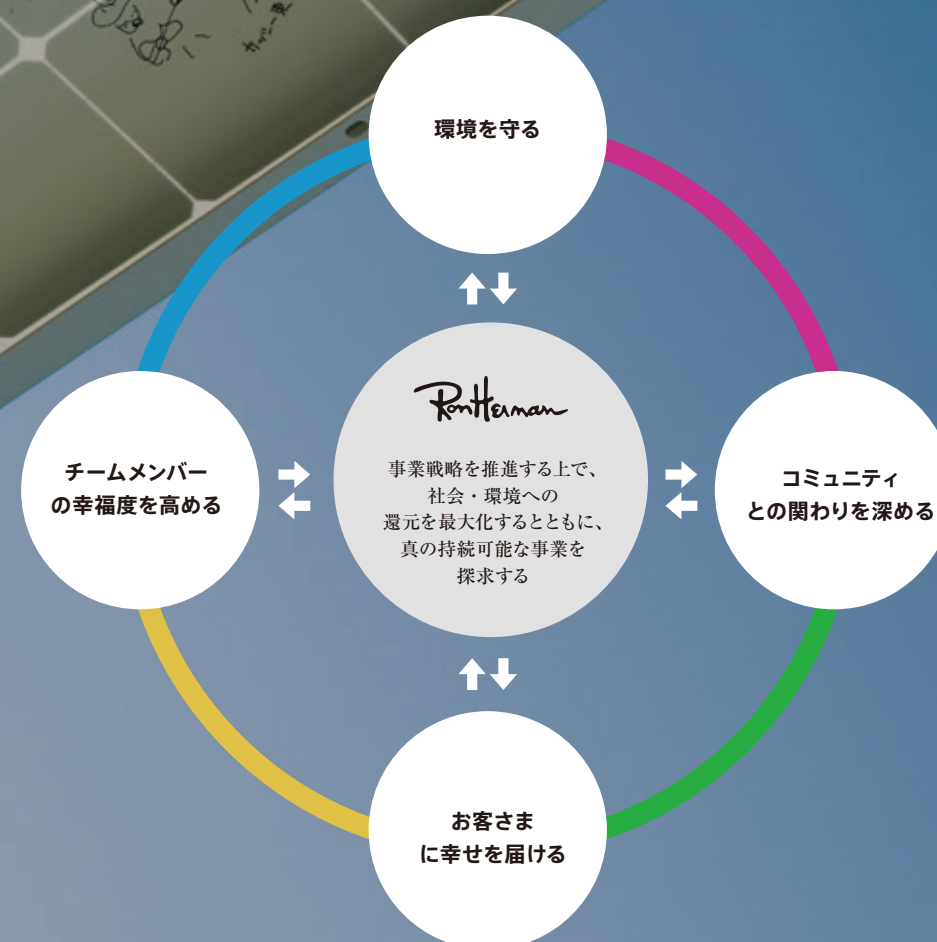 環境を守る
チームメンバー
の幸福度を高める
Ron Herman
事業戦略を推進する上で、
社会・環境への
還元を最大化するとともに、
真の持続可能な事業を
探求する
コミュニティ
との関わりを深める
お客さま
に幸せを届ける